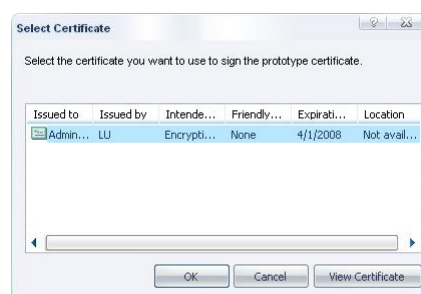 Select Certificate
Select the certificate you want to use to sign the prototype certificate.
Issued to Issued by Intende... Friendly... Expirati... Location
Admin... LU Encrypti... None 4/1/2008 Not avail...
OK Cancel View Certificate